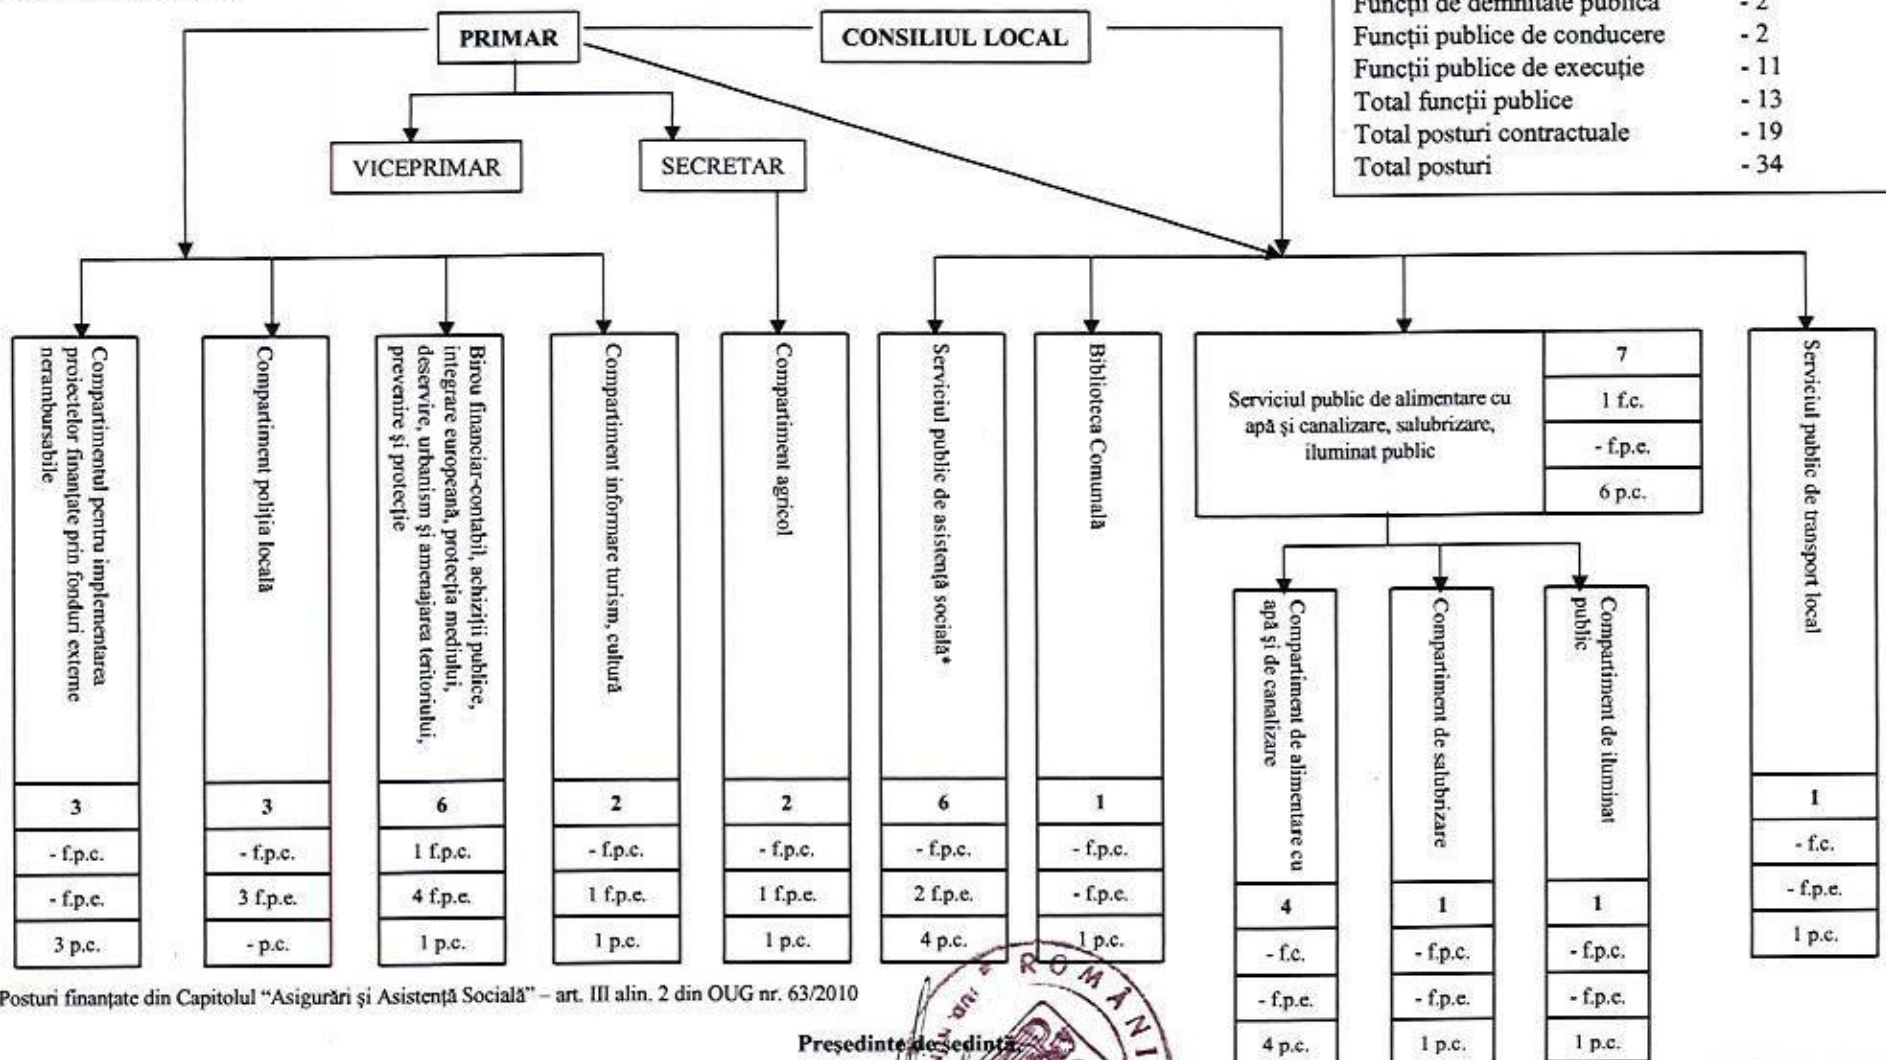 PRIMAR
CONSILIUL LOCAL
Funcții de demnitate publică - 2
Funcții publice de conducere - 2
Funcții publice de execuție - 11
Total funcții publice - 13
Total posturi contractuale - 19
Total posturi - 34
VICEPRIMAR
SECRETAR
Compartimentul pentru implementarea
proiectelor finanțate prin fonduri externe
nerambursabile
3
- f.p.c.
- f.p.e.
3 p.c.
Compartiment poliția locală
3
- f.p.c.
3 f.p.e.
- p.c.
Birou financiar-contabil, achiziții publice,
integrare europeană, protecția mediului,
deservire, urbanism și amenajarea teritoriului,
prevenire și protecție
6
1 f.p.c.
4 f.p.e.
1 p.c.
Compartiment informare turism, cultură
2
- f.p.c.
1 f.p.e.
1 p.c.
Compartiment agricol
2
- f.p.c.
1 f.p.e.
1 p.c.
Serviciul public de asistență socială*
6
- f.p.c.
2 f.p.e.
4 p.c.
Biblioteca Comunală
1
- f.p.c.
- f.p.e.
1 p.c.
Serviciul public de alimentare cu
apă și canalizare, salubrizare,
iluminat public
7
1 f.c.
- f.p.e.
6 p.c.
Compartiment de alimentare cu
apă și de canalizare
4
- f.c.
- f.p.e.
4 p.c.
Compartiment de salubrizare
1
- f.p.c.
- f.p.e.
1 p.c.
Compartiment de iluminat
public
1
- f.p.c.
- f.p.e.
1 p.c.
Serviciul public de transport local
1
- f.c.
- f.p.e.
1 p.c.
Posturi finanțate din Capitolul “Asigurări și Asistență Socială” – art. III alin. 2 din OUG nr. 63/2010
Președinte de ședință,
ROMÂNI